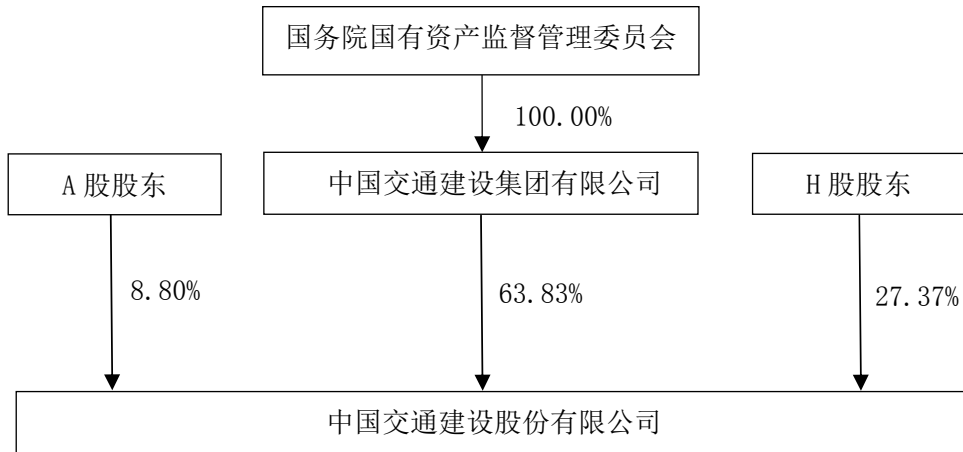 国务院国有资产监督管理委员会
100.00%
A 股股东
中国交通建设集团有限公司
H 股股东
8.80%
63.83%
27.37%
中国交通建设股份有限公司